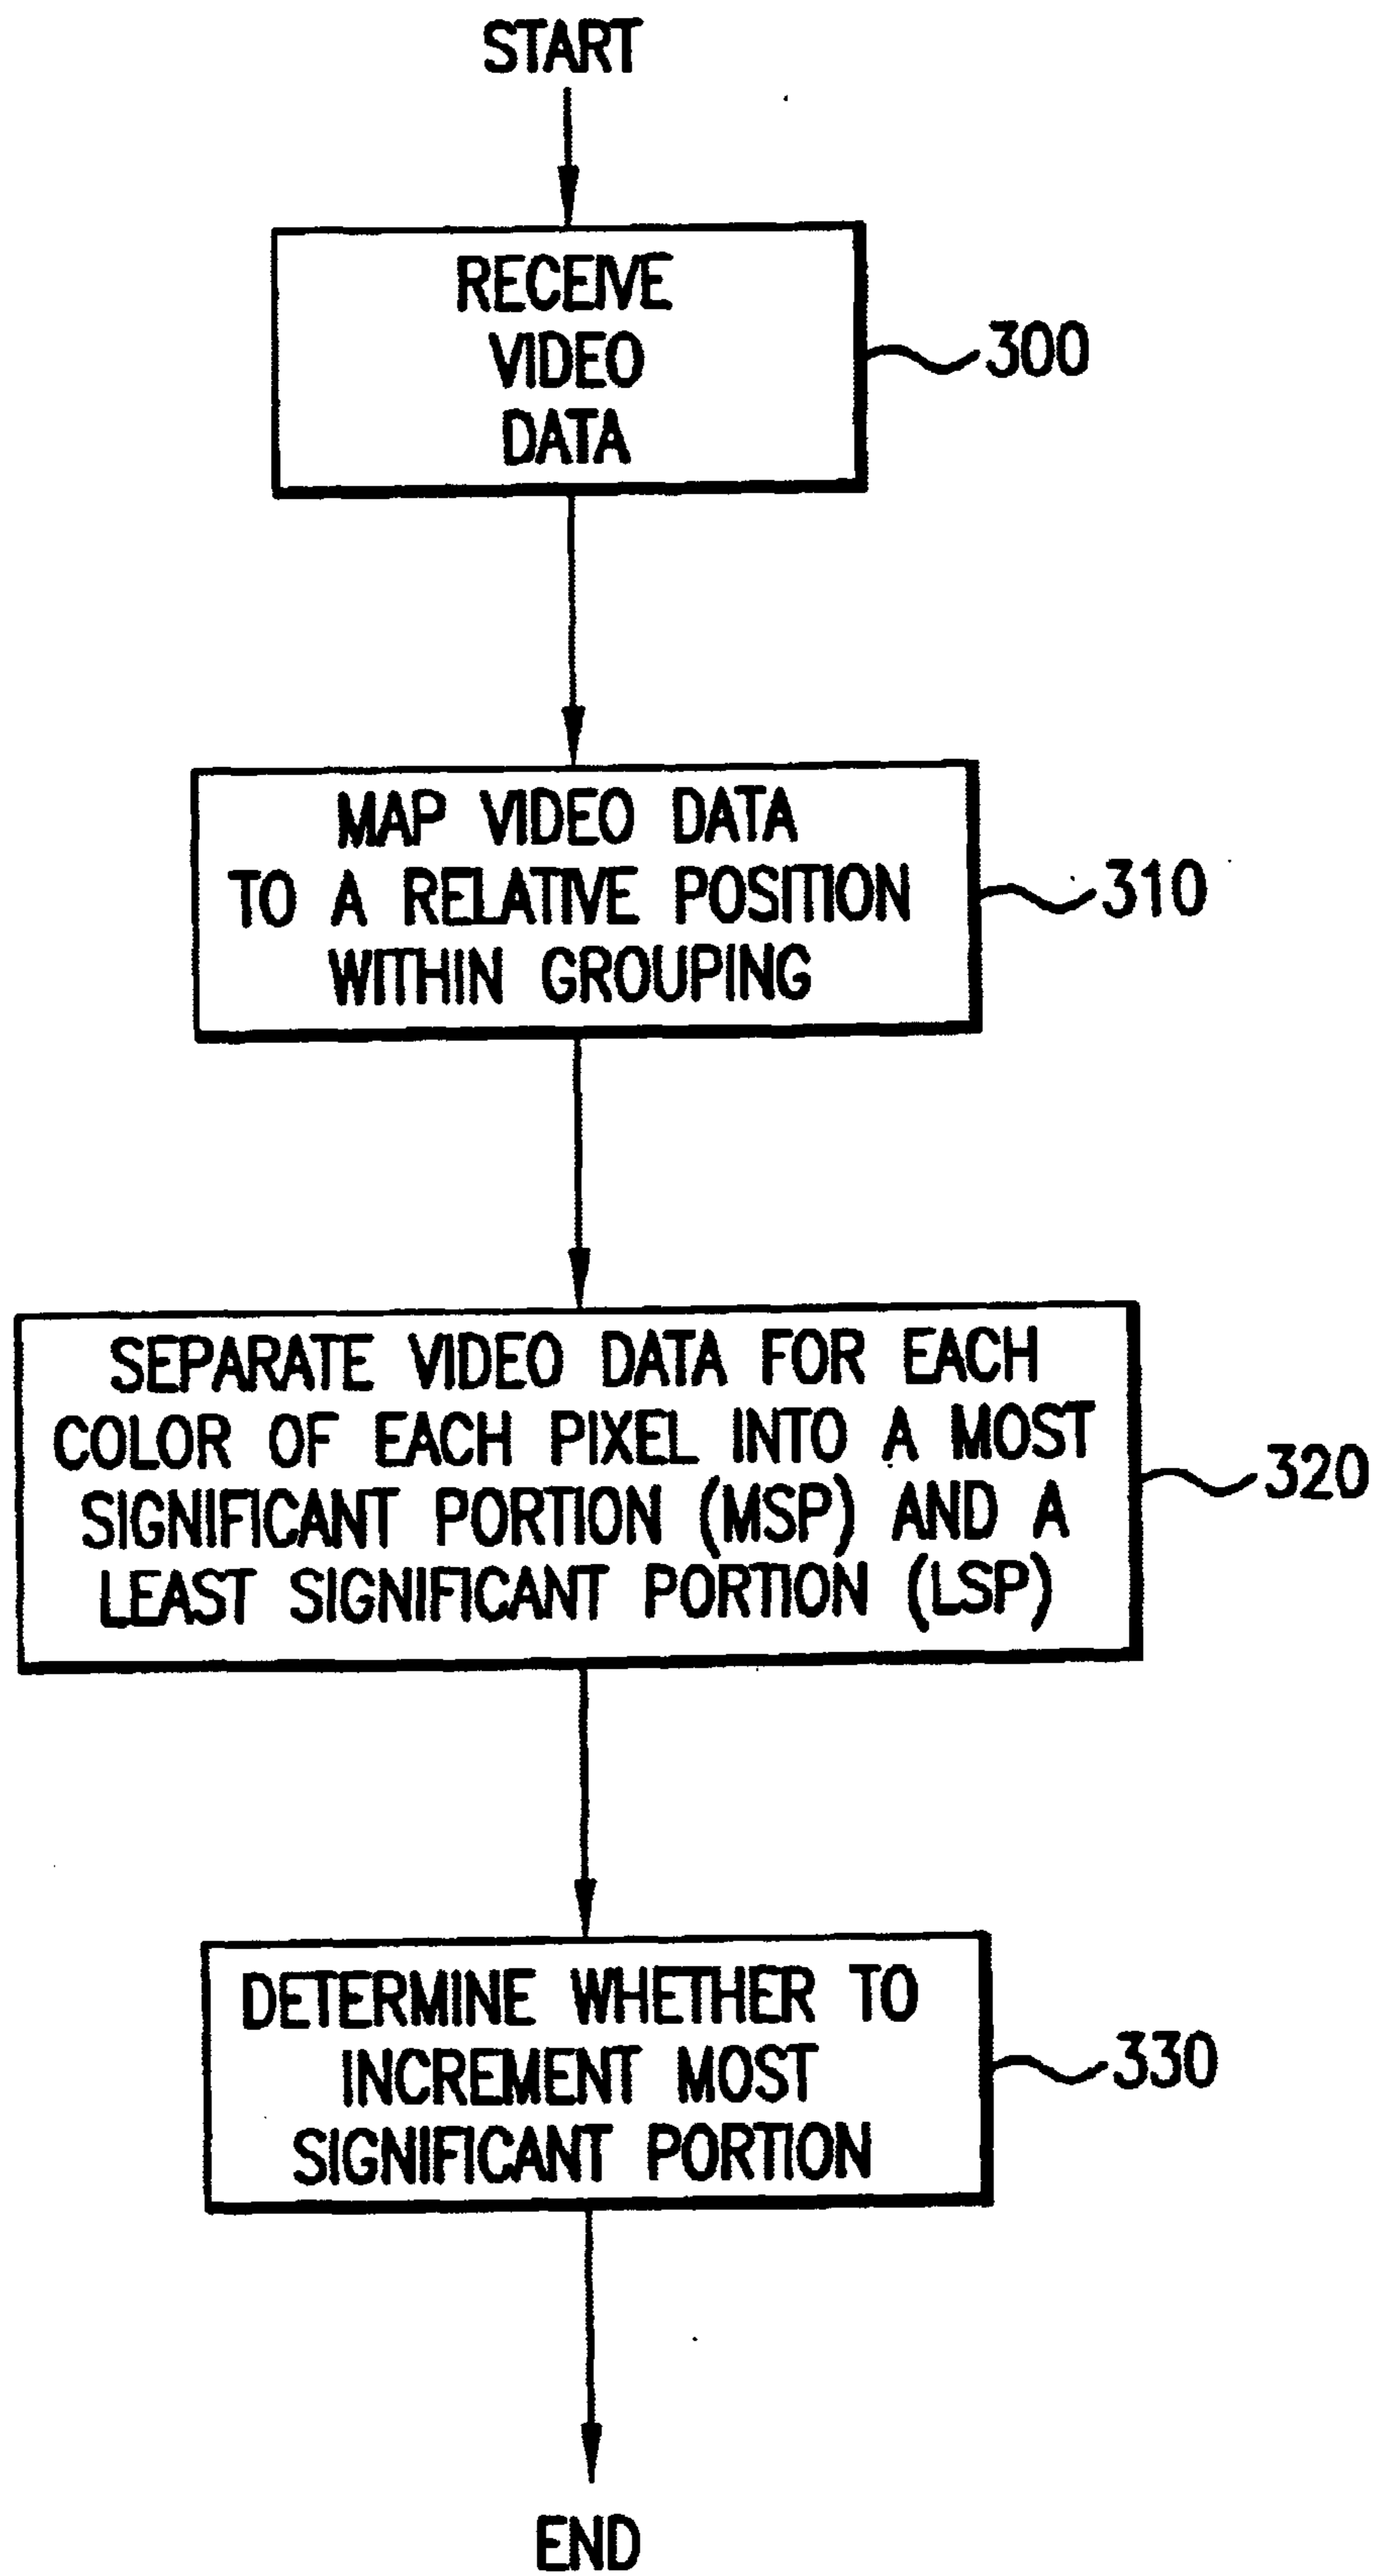 START
RECEIVE
VIDEO
DATA
300
MAP VIDEO DATA
TO A RELATIVE POSITION
WITHIN GROUPING
310
SEPARATE VIDEO DATA FOR EACH
COLOR OF EACH PIXEL INTO A MOST
SIGNIFICANT PORTION (MSP) AND A
LEAST SIGNIFICANT PORTION (LSP)
320
DETERMINE WHETHER TO
INCREMENT MOST
SIGNIFICANT PORTION
330
END